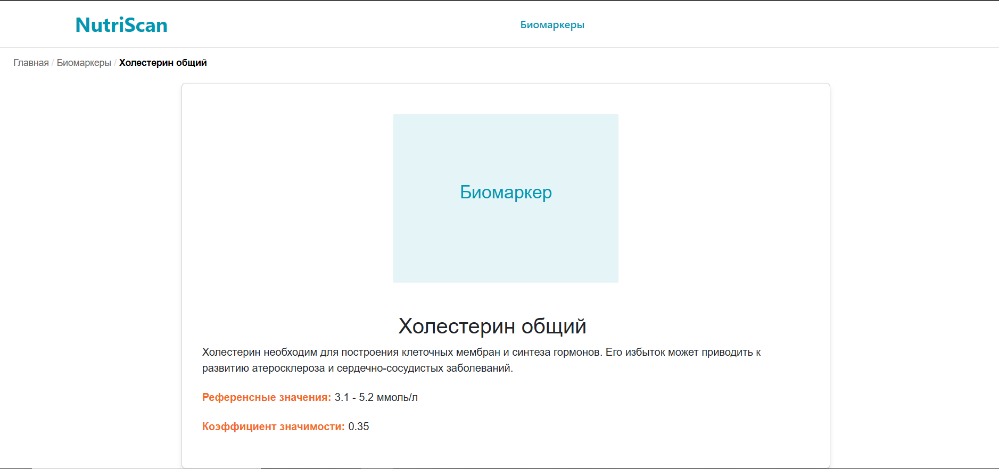 NutriScan
Биомаркеры
Главная / Биомаркеры / Холестерин общий
Биомаркер
Холестерин общий
Холестерин необходим для построения клеточных мембран и синтеза гормонов. Его избыток может приводить к
развитию атеросклероза и сердечно-сосудистых заболеваний.
Референсные значения: 3.1 - 5.2 ммоль/л
Коэффициент значимости: 0.35